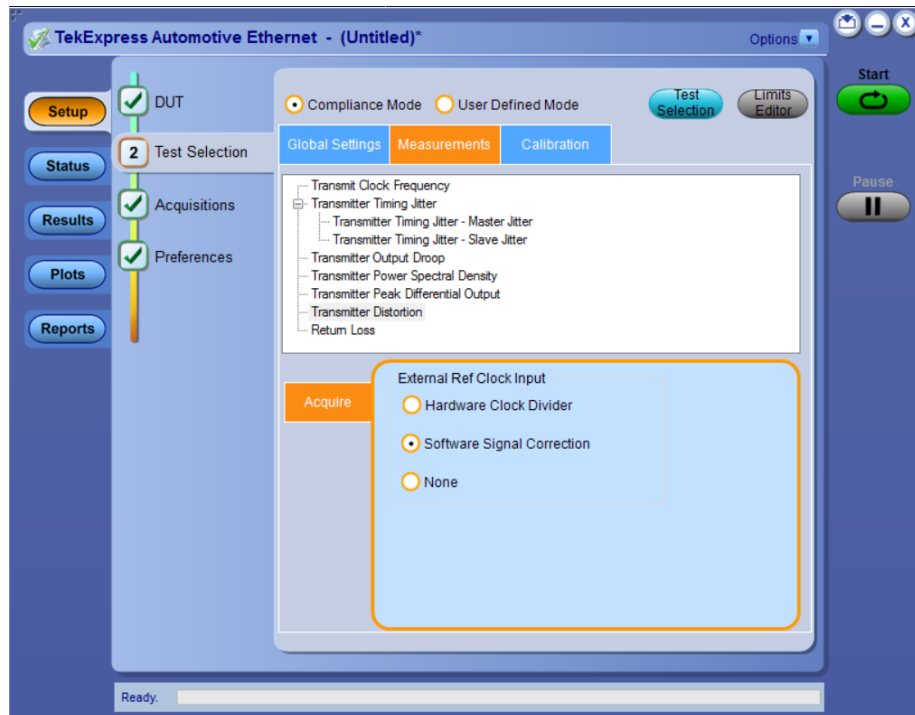 TekExpress Automotive Ethernet - (Untitled)*
Options
Start
Pause
Setup
Status
Results
Plots
Reports
DUT
2 Test Selection
Acquisitions
Preferences
Compliance Mode
User Defined Mode
Test
Selection
Limits
Editor
Global Settings
Measurements
Calibration
Transmit Clock Frequency
Transmitter Timing Jitter
Transmitter Timing Jitter - Master Jitter
Transmitter Timing Jitter - Slave Jitter
Transmitter Output Droop
Transmitter Power Spectral Density
Transmitter Peak Differential Output
Transmitter Distortion
Return Loss
Acquire
External Ref Clock Input
Hardware Clock Divider
Software Signal Correction
None
Ready.